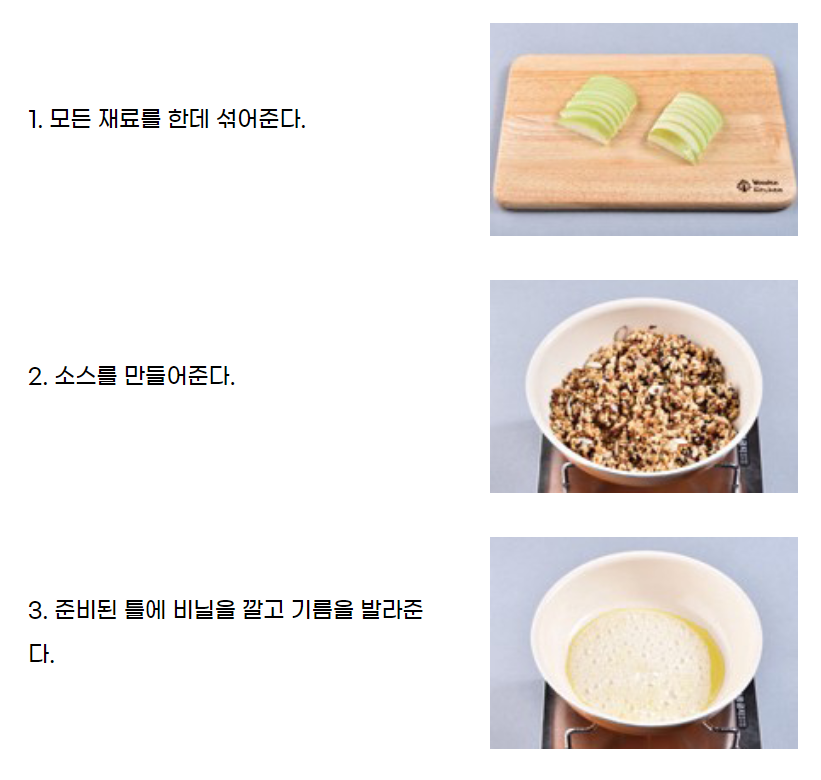 1. 모든 재료를 한데 섞어준다.
2. 소스를 만들어준다.
3. 준비된 틀에 비닐을 깔고 기름을 발라준
다.